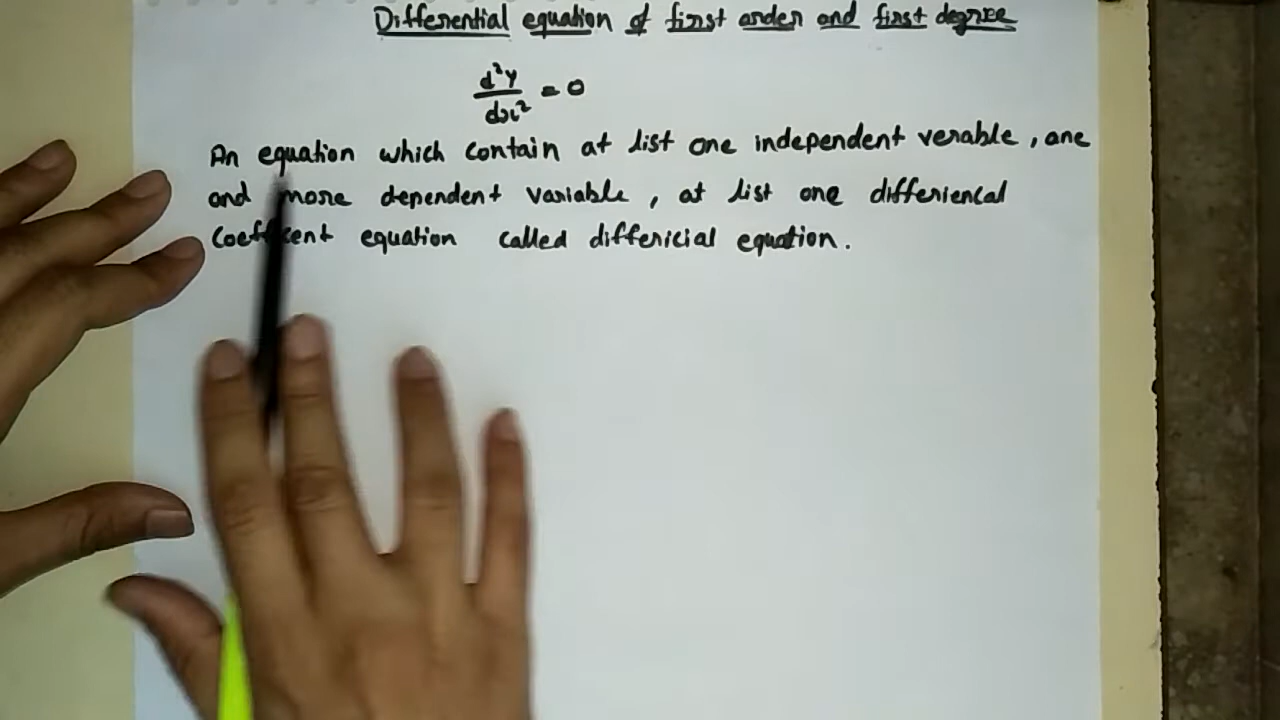 Differential equation of first order and first degree
d²y/dx² = 0
An equation which contain at list one independent verable, one
and more dependent variable, at list one differiencal
equation called differicial equation.